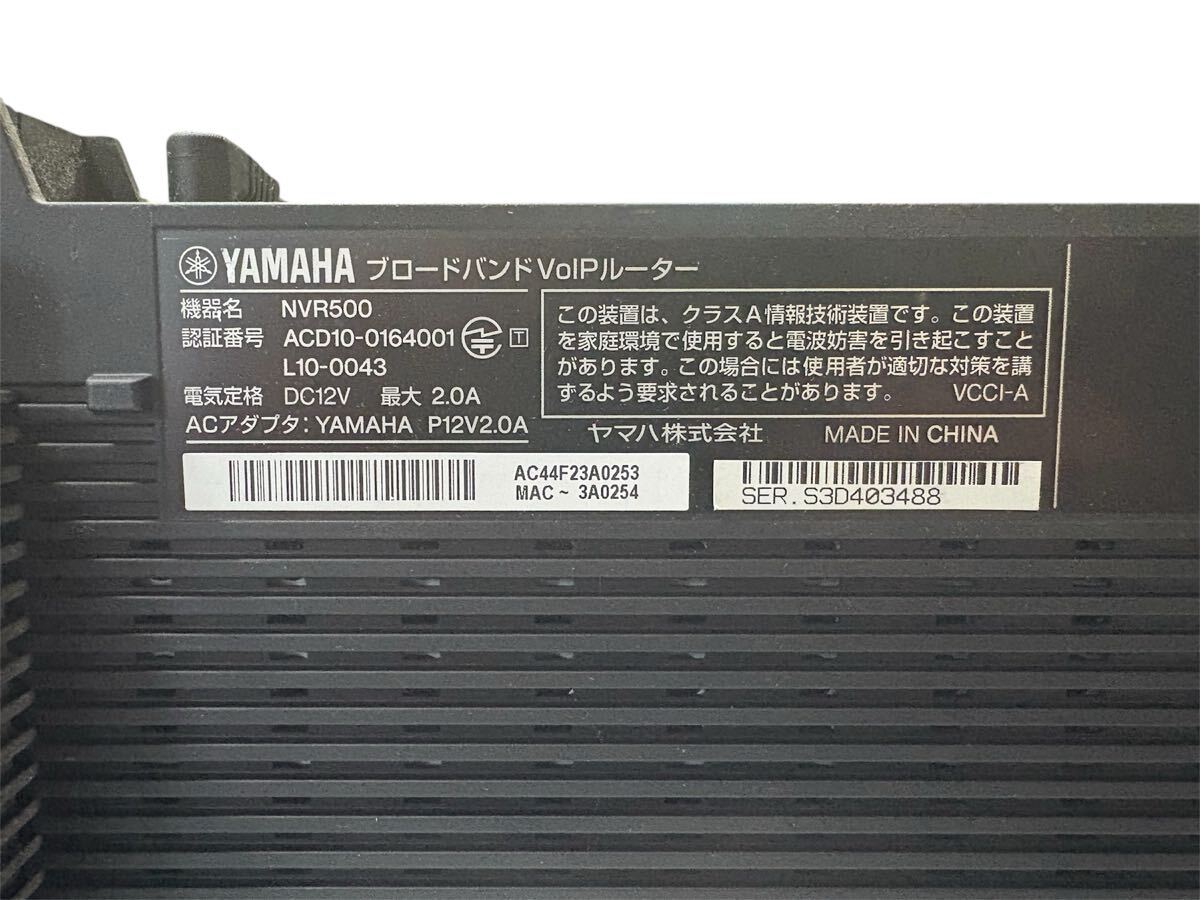 YAMAHA ブロードバンドVoIPルーター
機器名 NVR500
認証番号 ACD10-0164001 T
L10-0043
電気定格 DC12V 最大 2.0A
ACアダプタ：YAMAHA P12V2.0A
この装置は、クラスA情報技術装置です。この装置
を家庭環境で使用すると電波妨害を引き起こすこと
があります。この場合には使用者が適切な対策を講
ずるよう要求されることがあります。 VCCI-A
ヤマハ株式会社 MADE IN CHINA
AC44F23A0253
MAC ~ 3A0254
SER.S3D403488